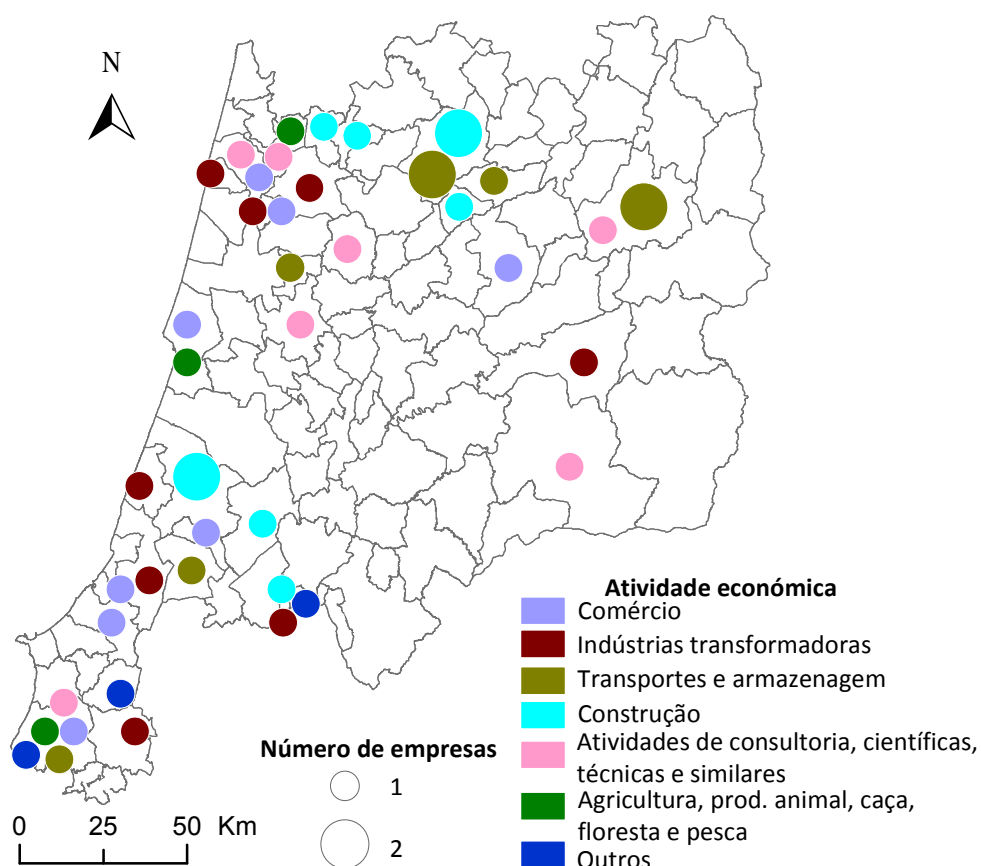 N
Atividade económica
Comércio
Indústrias transformadoras
Transportes e armazenagem
Construção
Atividades de consultoria, científicas,
técnicas e similares
Agricultura, prod. animal, caça,
floresta e pesca
Outros
Número de empresas
1
2
0 25 50 Km